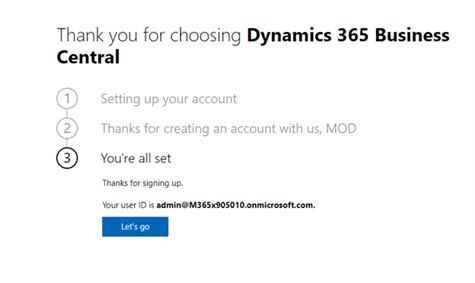 Thank you for choosing Dynamics 365 Business
Central
1 Setting up your account
2 Thanks for creating an account with us, MOD
3 You're all set
Thanks for signing up.
Your user ID is admin@M365x905010.onmicrosoft.com.
Let's go